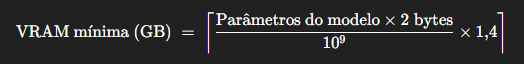 VRAM mínima (GB) = ⌈ Parâmetros do modelo × 2 bytes / 10⁹ × 1,4 ⌉